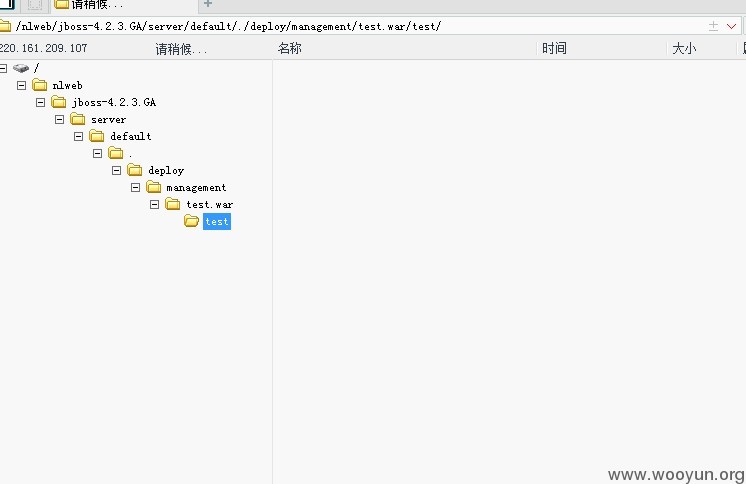 请稍候...
/nlweb/jboss-4.2.3.GA/server/default/./deploy/management/test.war/test/
220.161.209.107 请稍候... 名称 时间 大小
/
nlweb
jboss-4.2.3.GA
server
default
.
deploy
management
test.war
test
www.wooyun.org